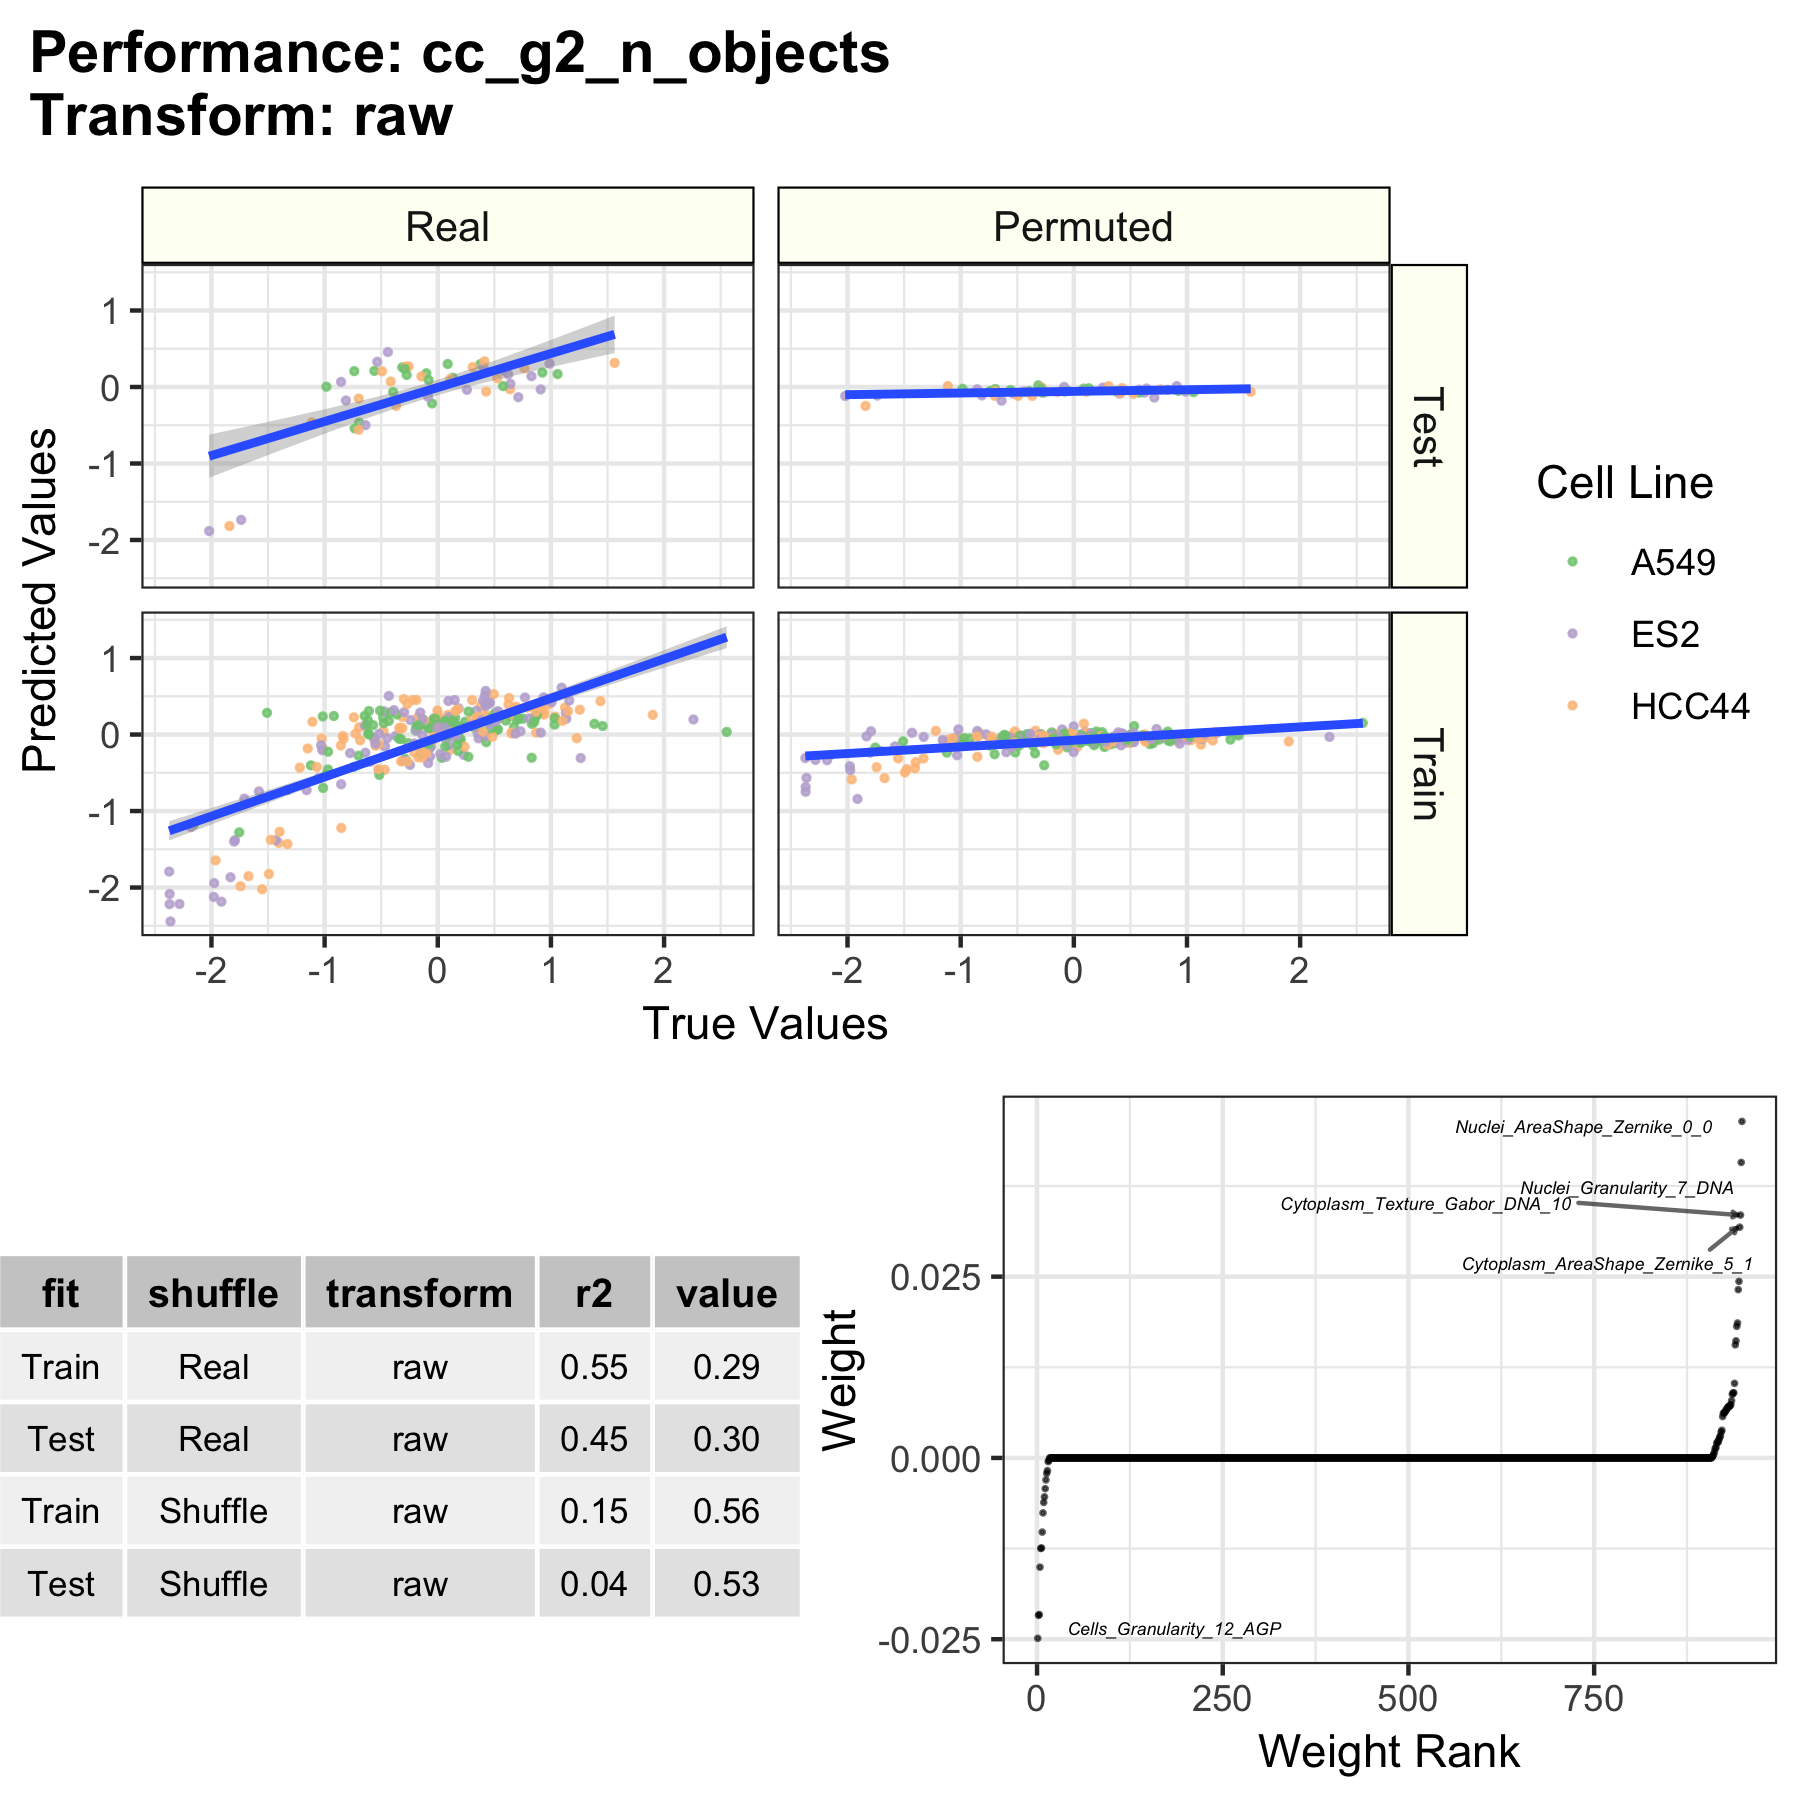 Performance: cc_g2_n_objects
Transform: raw
Real
Permuted
Predicted Values
1
0
-1
-2
Test
1
0
-1
-2
Train
-2
-1
0
1
2
-2
-1
0
1
2
True Values
Cell Line
A549
ES2
HCC44
fit shuffle transform r2 value
Train Real raw 0.55 0.29
Test Real raw 0.45 0.30
Train Shuffle raw 0.15 0.56
Test Shuffle raw 0.04 0.53
Weight
0.025
0.000
-0.025
Nuclei_AreaShape_Zernike_0_0
Nuclei_Granularity_7_DNA
Cytoplasm_Texture_Gabor_DNA_10
Cytoplasm_AreaShape_Zernike_5_1
Cells_Granularity_12_AGP
0
250
500
750
Weight Rank